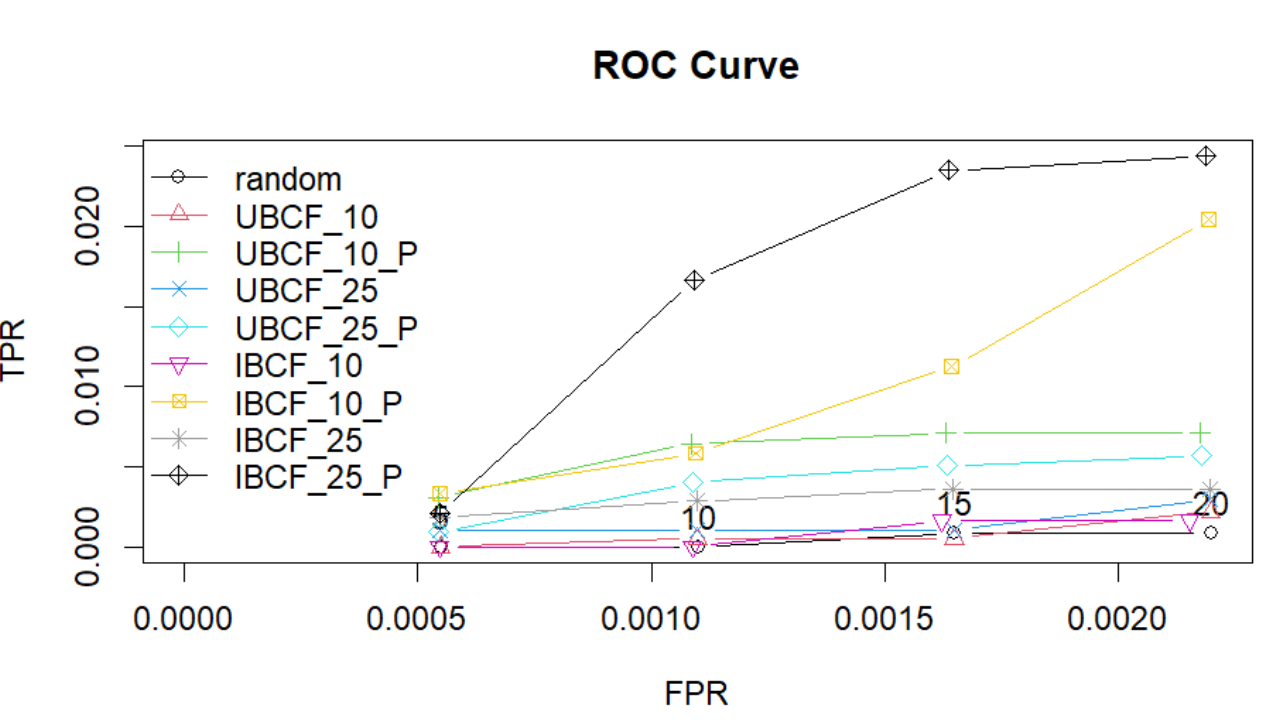 ROC Curve
random
UBCF_10
UBCF_10_P
UBCF_25
UBCF_25_P
IBCF_10
IBCF_10_P
IBCF_25
IBCF_25_P
TPR
0.020
0.010
0.000
10
15
20
0.0000
0.0005
0.0010
0.0015
0.0020
FPR